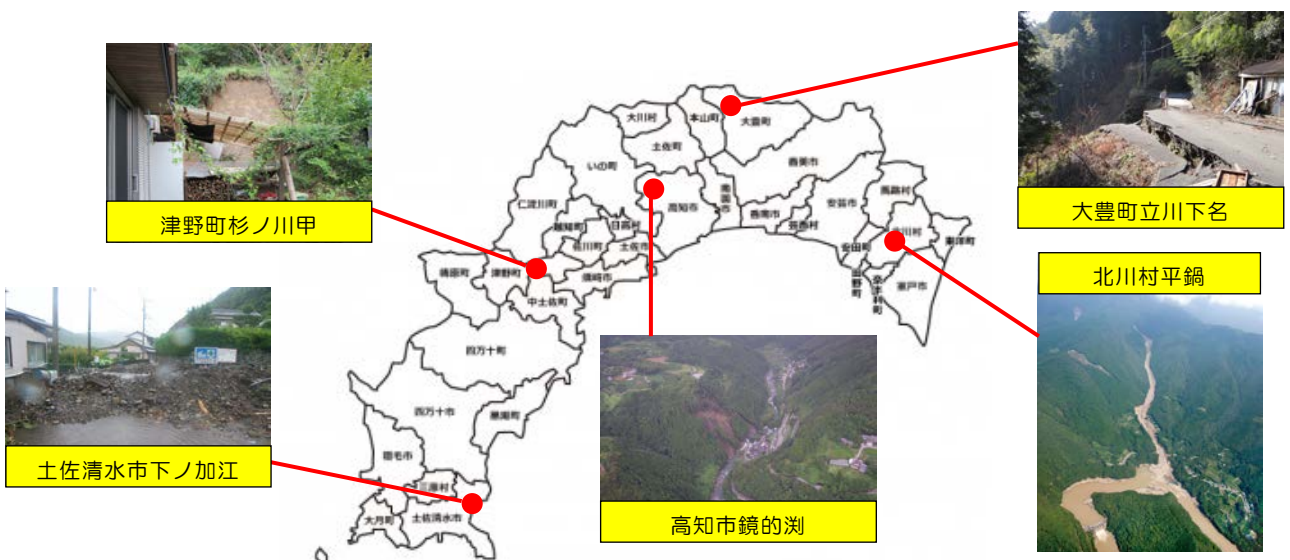 津野町杉ノ川甲
大豊町立川下名
北川村平鍋
土佐清水市下ノ加江
高知市鏡的渕
大川村
本山町
大豊町
土佐町
いの町
香美市
仁淀川町
高知市
南国市
香南市
芸西村
安芸市
馬路村
北川村
東洋町
安田町
田野町
奈半利町
室戸市
越知町
日高村
佐川町
土佐市
須崎市
津野町
梼原町
中土佐町
四万十町
四万十市
黒潮町
宿毛市
三原村
大月町
土佐清水市